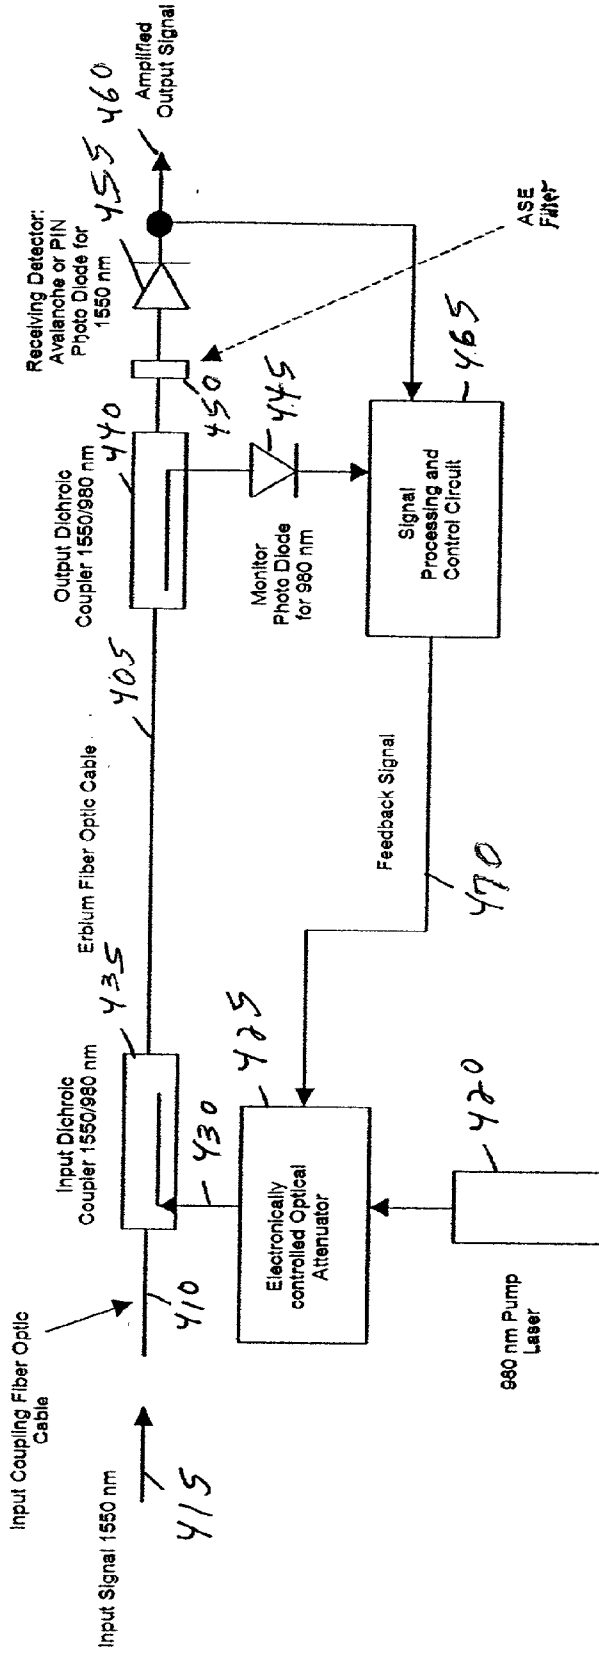 Input Signal 1550 nm
415
Input Coupling Fiber Optic
Cable
410
Input Dichroic
Coupler 1550/980 nm
435
430
Electronically
controlled Optical
Attenuator
425
980 nm Pump
Laser
420
Erbium Fiber Optic Cable
405
Feedback Signal
470
Output Dichroic
Coupler 1550/980 nm
440
Monitor
Photo Diode
for 980 nm
445
450
Signal
Processing and
Control Circuit
465
ASE
Filter
Receiving Detector:
Avalanche or PIN
Photo Diode for
1550 nm
455
460
Amplified
Output Signal